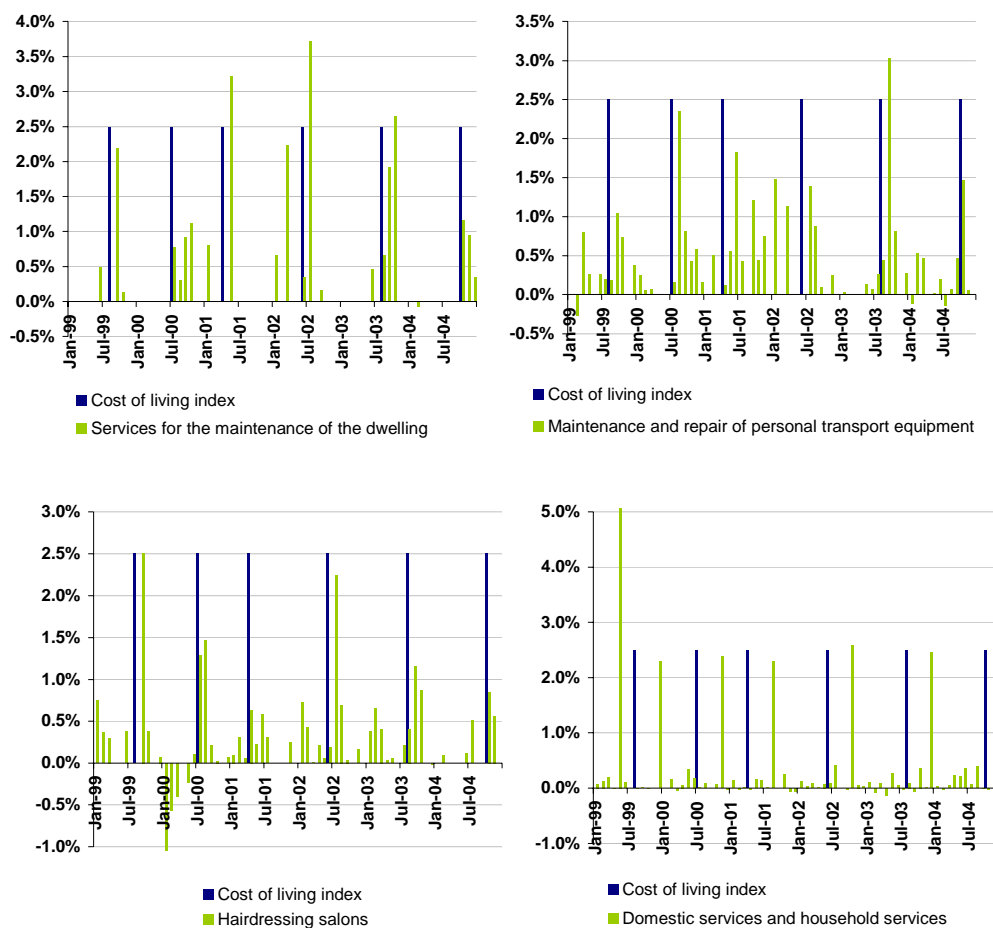 4.0%
3.5%
3.0%
2.5%
2.0%
1.5%
1.0%
0.5%
0.0%
-0.5%
Jan-99
Jul-99
Jan-00
Jul-00
Jan-01
Jul-01
Jan-02
Jul-02
Jan-03
Jul-03
Jan-04
Jul-04
Cost of living index
Services for the maintenance of the dwelling
3.5%
3.0%
2.5%
2.0%
1.5%
1.0%
0.5%
0.0%
-0.5%
Jan-99
Jul-99
Jan-00
Jul-00
Jan-01
Jul-01
Jan-02
Jul-02
Jan-03
Jul-03
Jan-04
Jul-04
Cost of living index
Maintenance and repair of personal transport equipment
3.0%
2.5%
2.0%
1.5%
1.0%
0.5%
0.0%
-0.5%
-1.0%
Jan-99
Jul-99
Jan-00
Jul-00
Jan-01
Jul-01
Jan-02
Jul-02
Jan-03
Jul-03
Jan-04
Jul-04
Cost of living index
Hairdressing salons
5.0%
4.0%
3.0%
2.0%
1.0%
0.0%
-1.0%
Jan-99
Jul-99
Jan-00
Jul-00
Jan-01
Jul-01
Jan-02
Jul-02
Jan-03
Jul-03
Jan-04
Jul-04
Cost of living index
Domestic services and household services